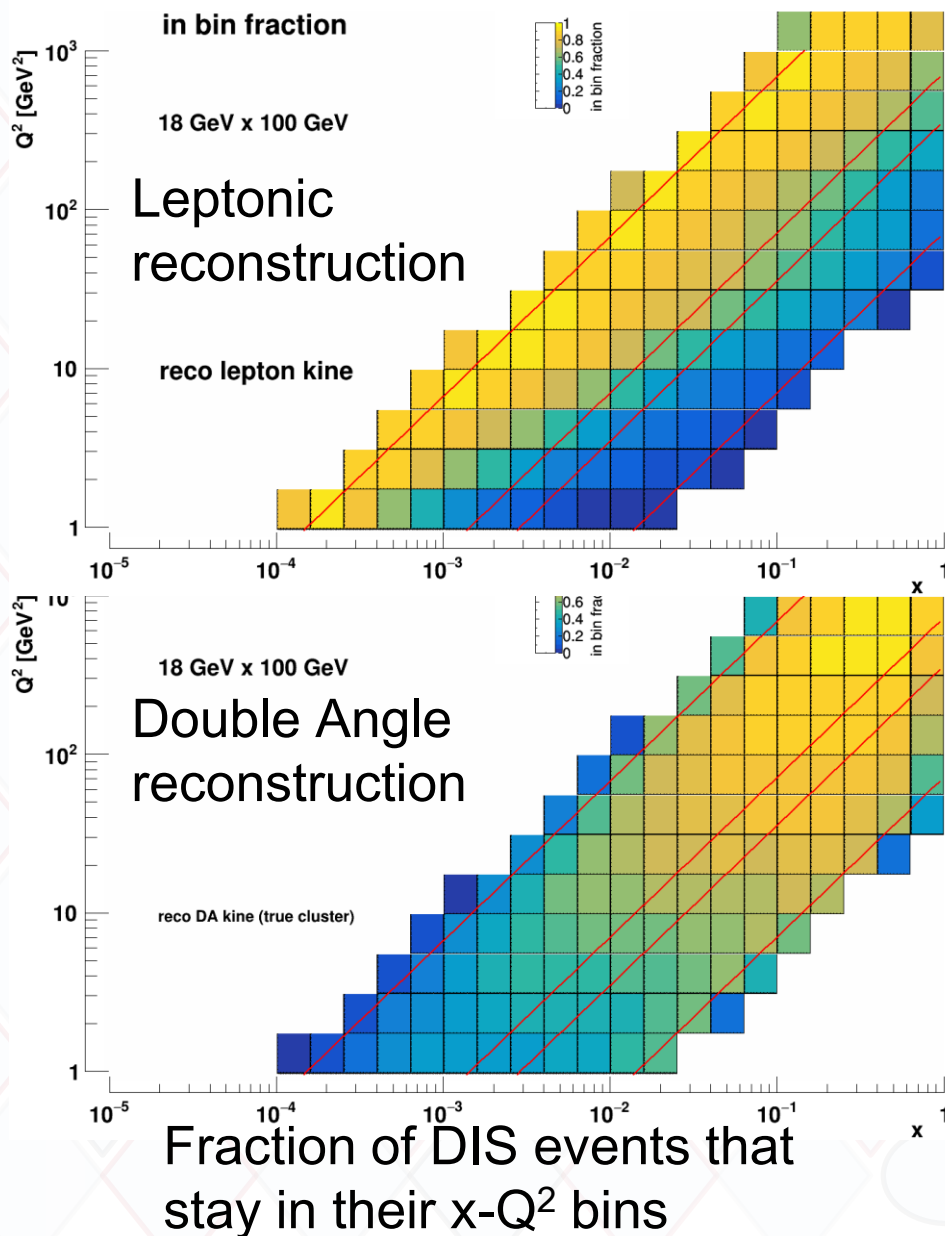 in bin fraction
10³
Q² [GeV²]
1
0.8
0.6
0.4
0.2
0
in bin fraction
18 GeV x 100 GeV
Leptonic
reconstruction
10²
reco lepton kine
10
1
10⁻⁵ 10⁻⁴ 10⁻³ 10⁻² 10⁻¹ 1
x
Q² [GeV²]
0.6
0.4
0.2
0
18 GeV x 100 GeV
Double Angle
reconstruction
10²
reco DA kine (true cluster)
10
1
10⁻⁵ 10⁻⁴ 10⁻³ 10⁻² 10⁻¹ 1
x
Fraction of DIS events that
stay in their x-Q² bins